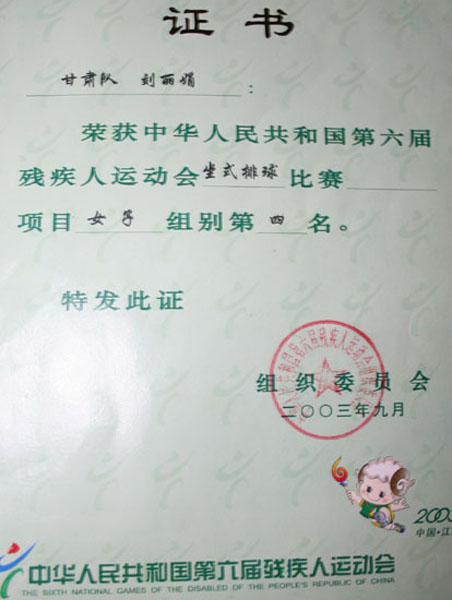 证书
甘肃队 刘丽娟:
荣获中华人民共和国第六届
残疾人运动会坐式排球比赛
项目女子组别第四名。
特发此证
组织委员会
二〇〇三年九月
2003
中国·江
中华人民共和国第六届残疾人运动会
THE SIXTH NATIONAL GAMES OF THE DISABLED OF THE PEOPLE'S REPUBLIC OF CHINA